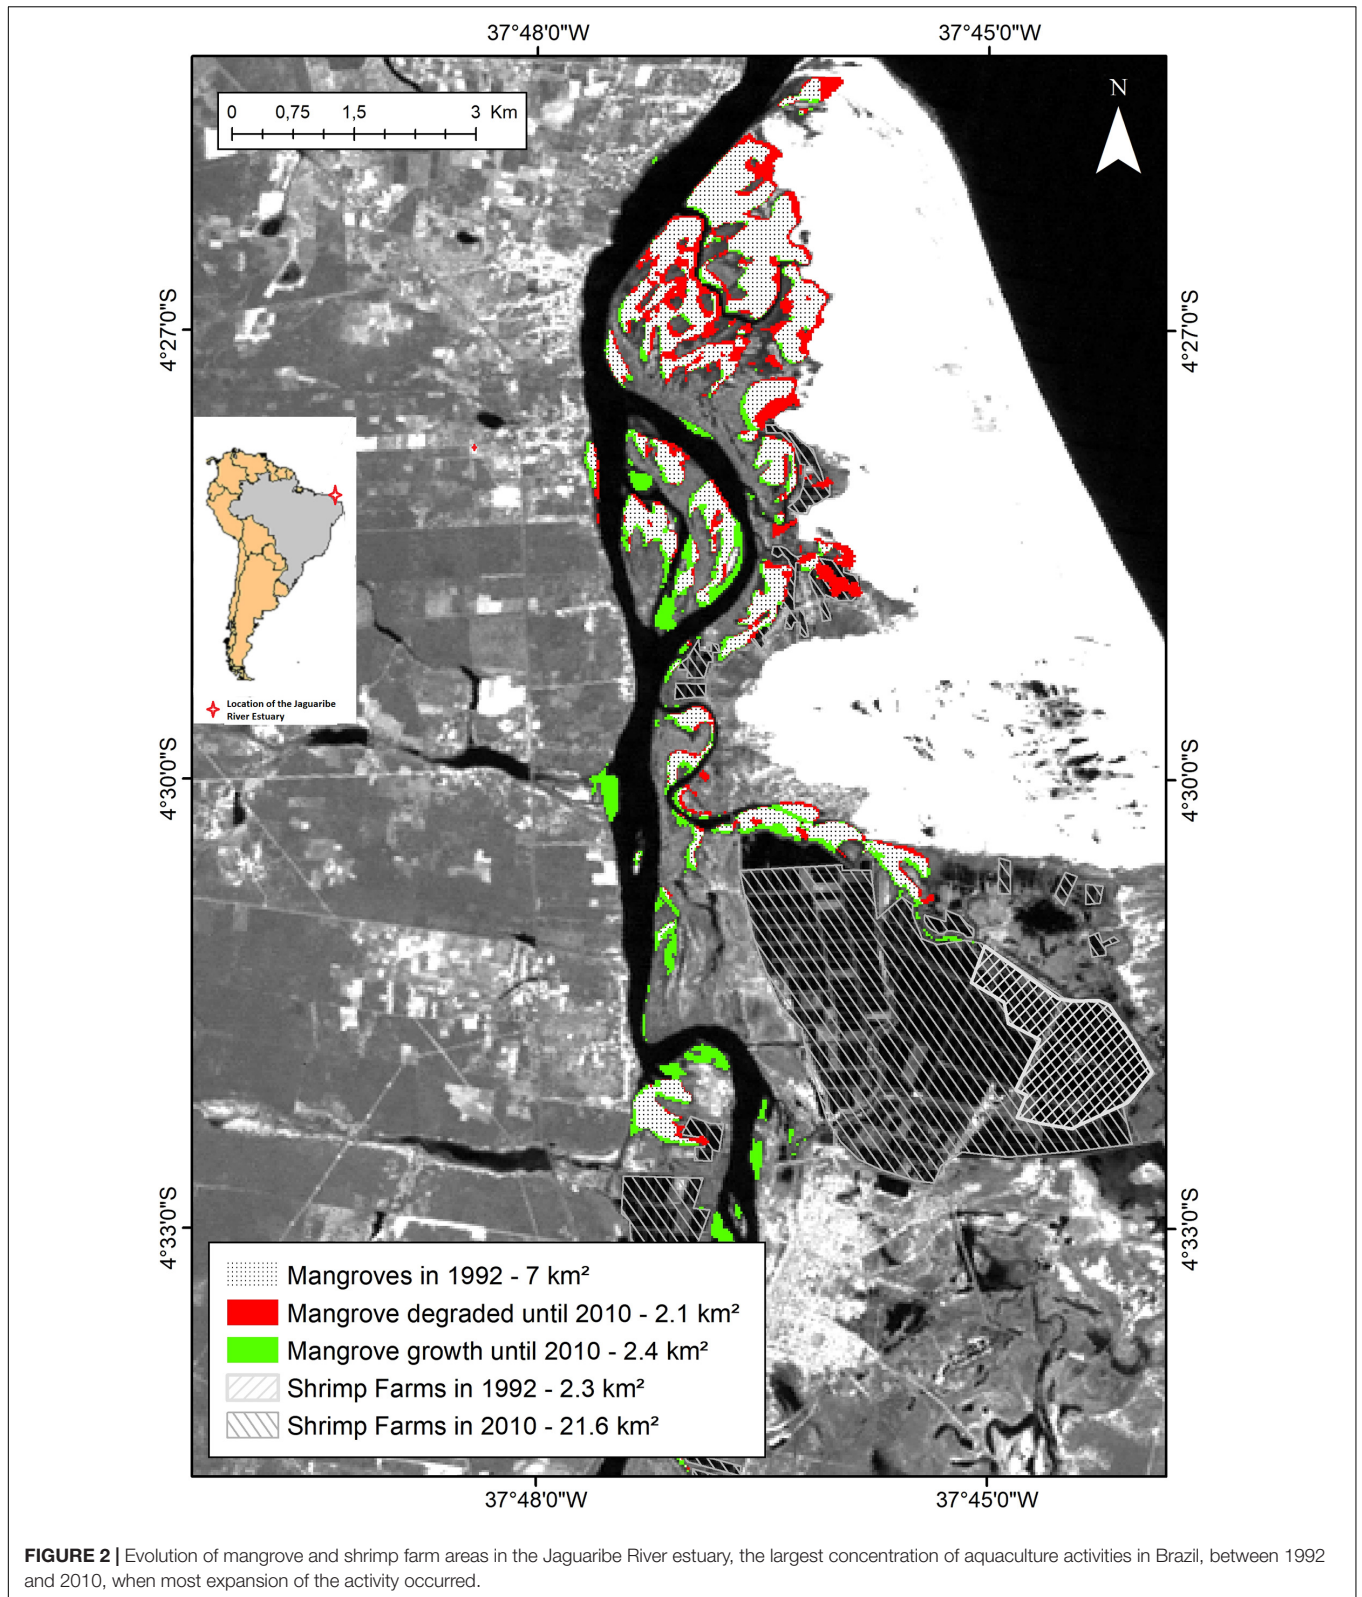 37°48'0"W
37°45'0"W
N
0 0,75 1,5 3 Km
4°27'0"S
4°27'0"S
Location of the Jaguaribe
River Estuary
4°30'0"S
4°30'0"S
4°33'0"S
4°33'0"S
Mangroves in 1992 - 7 km²
Mangrove degraded until 2010 - 2.1 km²
Mangrove growth until 2010 - 2.4 km²
Shrimp Farms in 1992 - 2.3 km²
Shrimp Farms in 2010 - 21.6 km²
37°48'0"W
37°45'0"W
FIGURE 2 | Evolution of mangrove and shrimp farm areas in the Jaguaribe River estuary, the largest concentration of aquaculture activities in Brazil, between 1992
and 2010, when most expansion of the activity occurred.